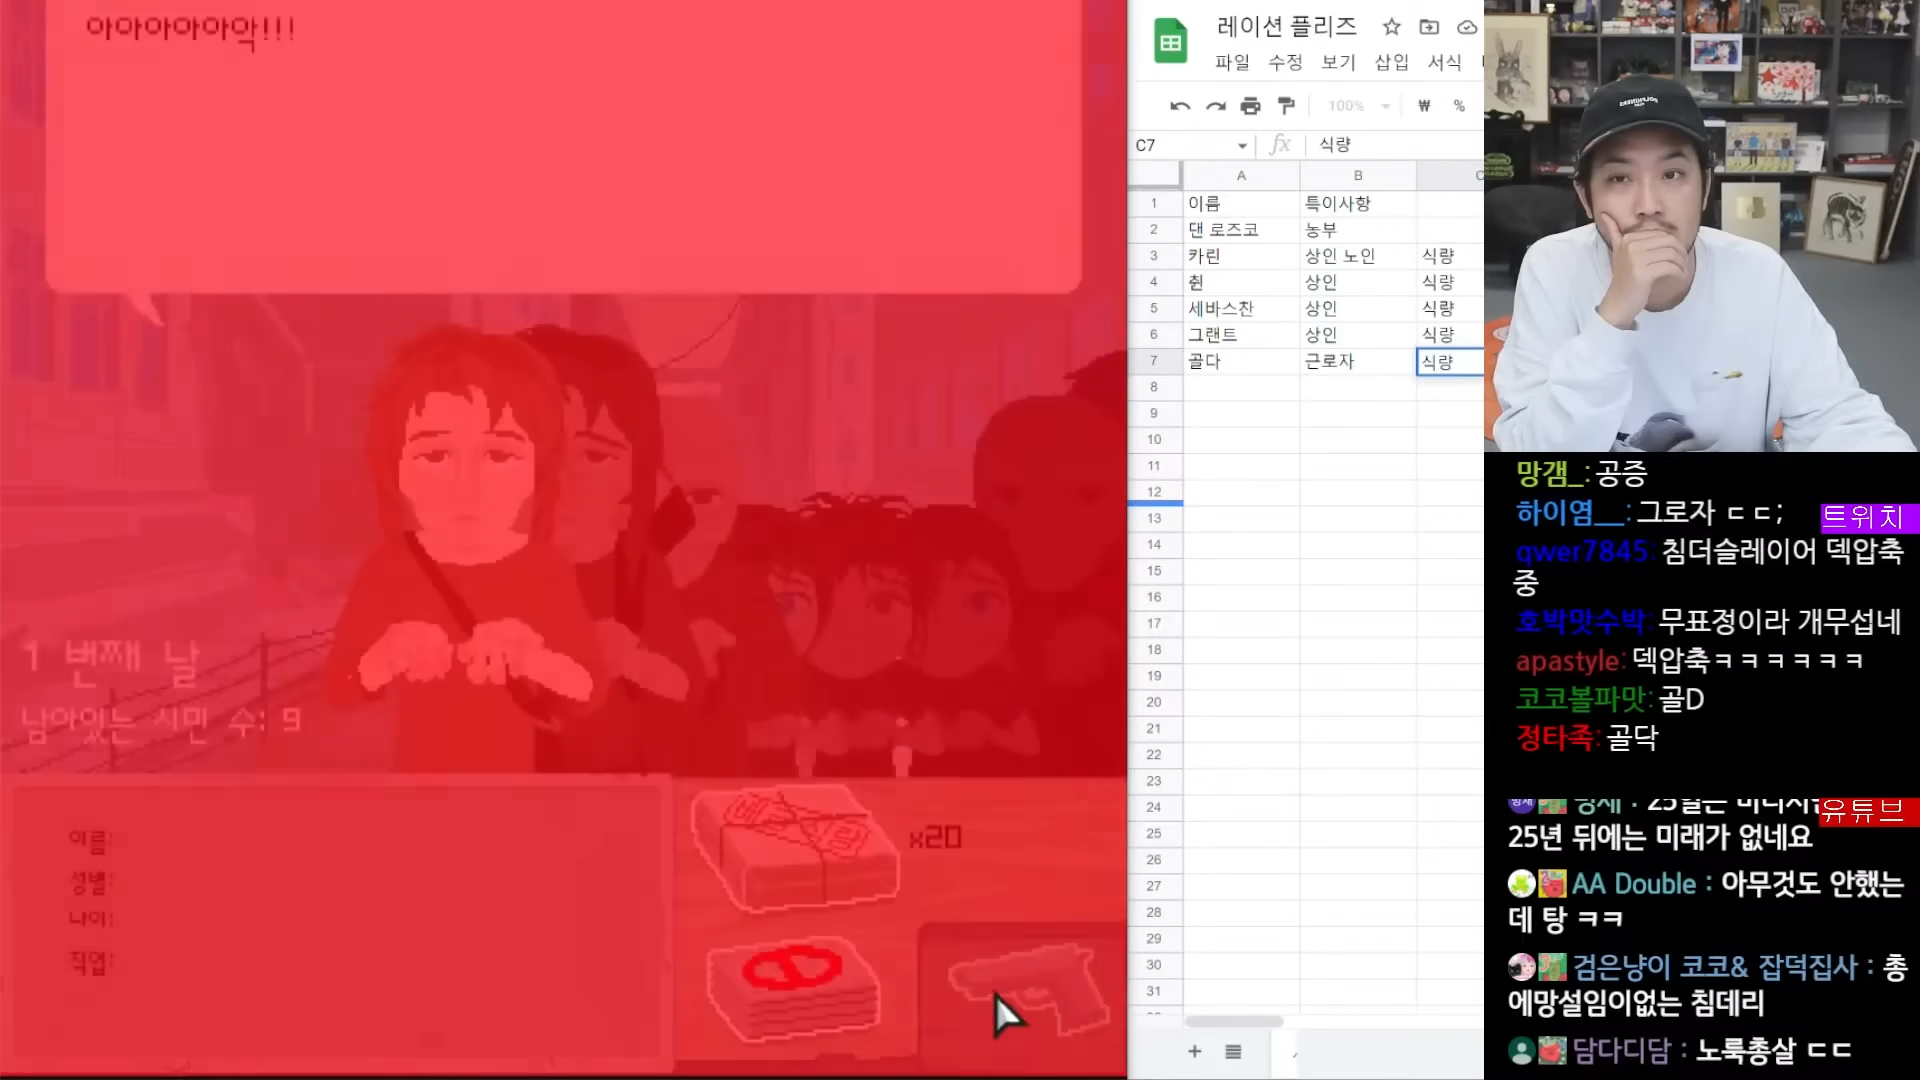 아아아아아악!!!
1 번째 날
남아있는 시민 수: 9
이름:
성별:
나이:
직업:
x20
레이션 플리즈
파일 수정 보기 삽입 서식
100% ₩ %
C7 fx 식량
A B C
1 이름 특이사항
2 댄 로즈코 농부
3 카린 상인 노인 식량
4 췬 상인 식량
5 세바스찬 상인 식량
6 그랜트 상인 식량
7 골다 근로자 식량
8
9
10
11
12
13
14
15
16
17
18
19
20
21
22
23
24
25
26
27
28
29
30
31
망갬_: 공증
하이염__: 그로자 ㄷㄷ;
트위치
qwer7845: 침더슬레이어 덱압축
중
호박맛수박: 무표정이라 개무섭네
apastyle: 덱압축ㅋㅋㅋㅋㅋㅋ
코코볼파맛: 골D
정타족: 골닥
유튜브
25년 뒤에는 미래가 없네요
AA Double : 아무것도 안했는
데 탕 ㅋㅋ
검은냥이 코코& 잡덕집사 : 총
에망설임이없는 침데리
담다디담 : 노룩총살 ㄷㄷ